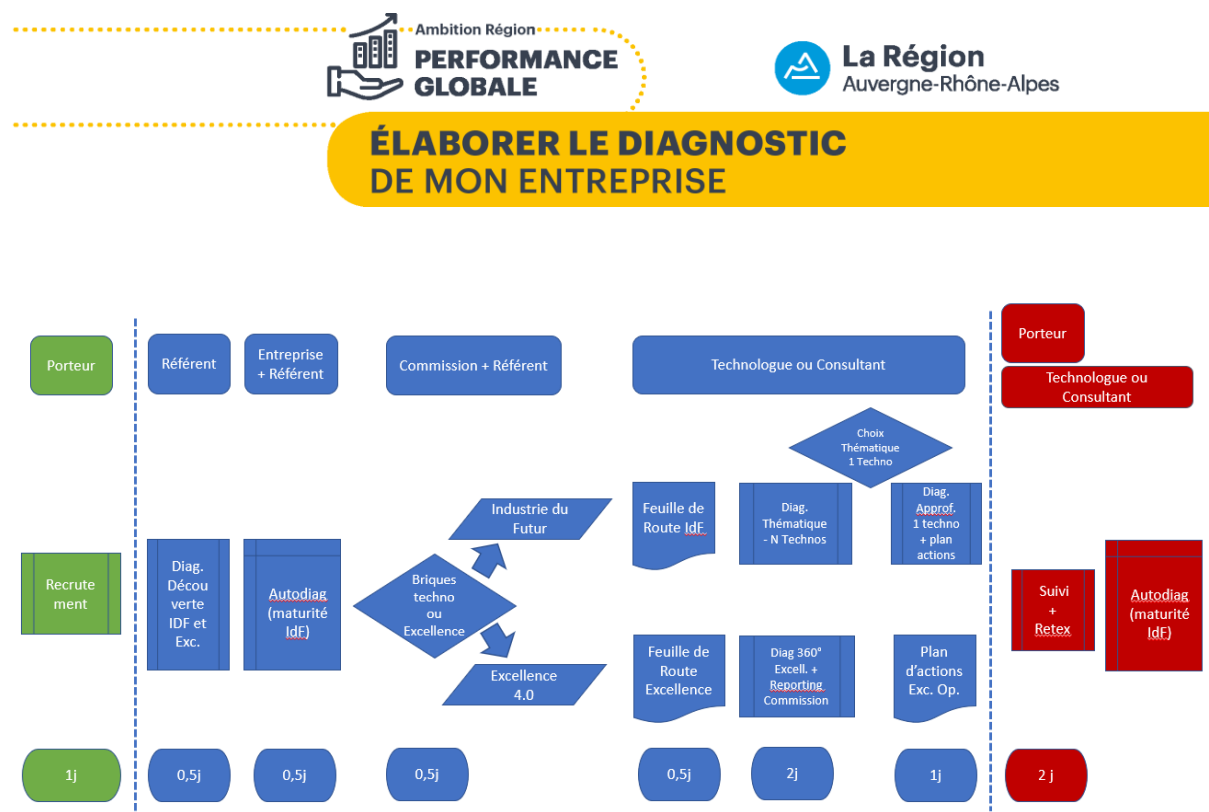 Ambition Région
PERFORMANCE
GLOBALE
La Région
Auvergne-Rhône-Alpes
ÉLABORER LE DIAGNOSTIC
DE MON ENTREPRISE
Porteur
Référent
Entreprise
+ Référent
Commission + Référent
Technologue ou Consultant
Porteur
Technologue ou
Consultant
Choix
Thématique
1 Techno
Recrute
ment
Diag.
Décou
verte
IDF et
Exc.
Autodiag
(maturité
IdF)
Briques
techno
ou
Excellence
Industrie du
Futur
Excellence
4.0
Feuille de
Route IdF
Diag.
Thématique
- N Technos
Diag.
Approf.
1 techno
+ plan
actions
Feuille de
Route
Excellence
Diag 360°
Excell. +
Reporting
Commission
Plan
d'actions
Exc. Op.
Suivi
+
Retex
Autodiag
(maturité
IdF)
1j
0,5j
0,5j
0,5j
0,5j
2j
1j
2 j